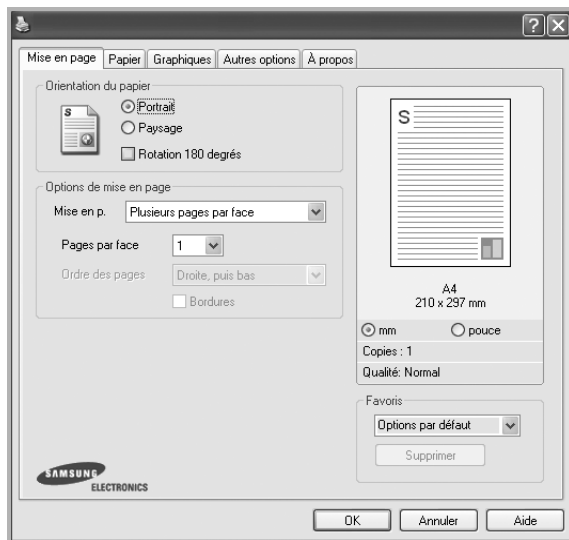 Mise en page Papier Graphiques Autres options À propos
Orientation du papier
S
Portrait
Paysage
Rotation 180 degrés
Options de mise en page
Mise en p. Plusieurs pages par face
Pages par face 1
Ordre des pages Droite, puis bas
Bordures
S
A4
210 x 297 mm
mm pouce
Copies : 1
Qualité: Normal
Favoris
Options par défaut
Supprimer
SAMSUNG
ELECTRONICS
OK Annuler Aide